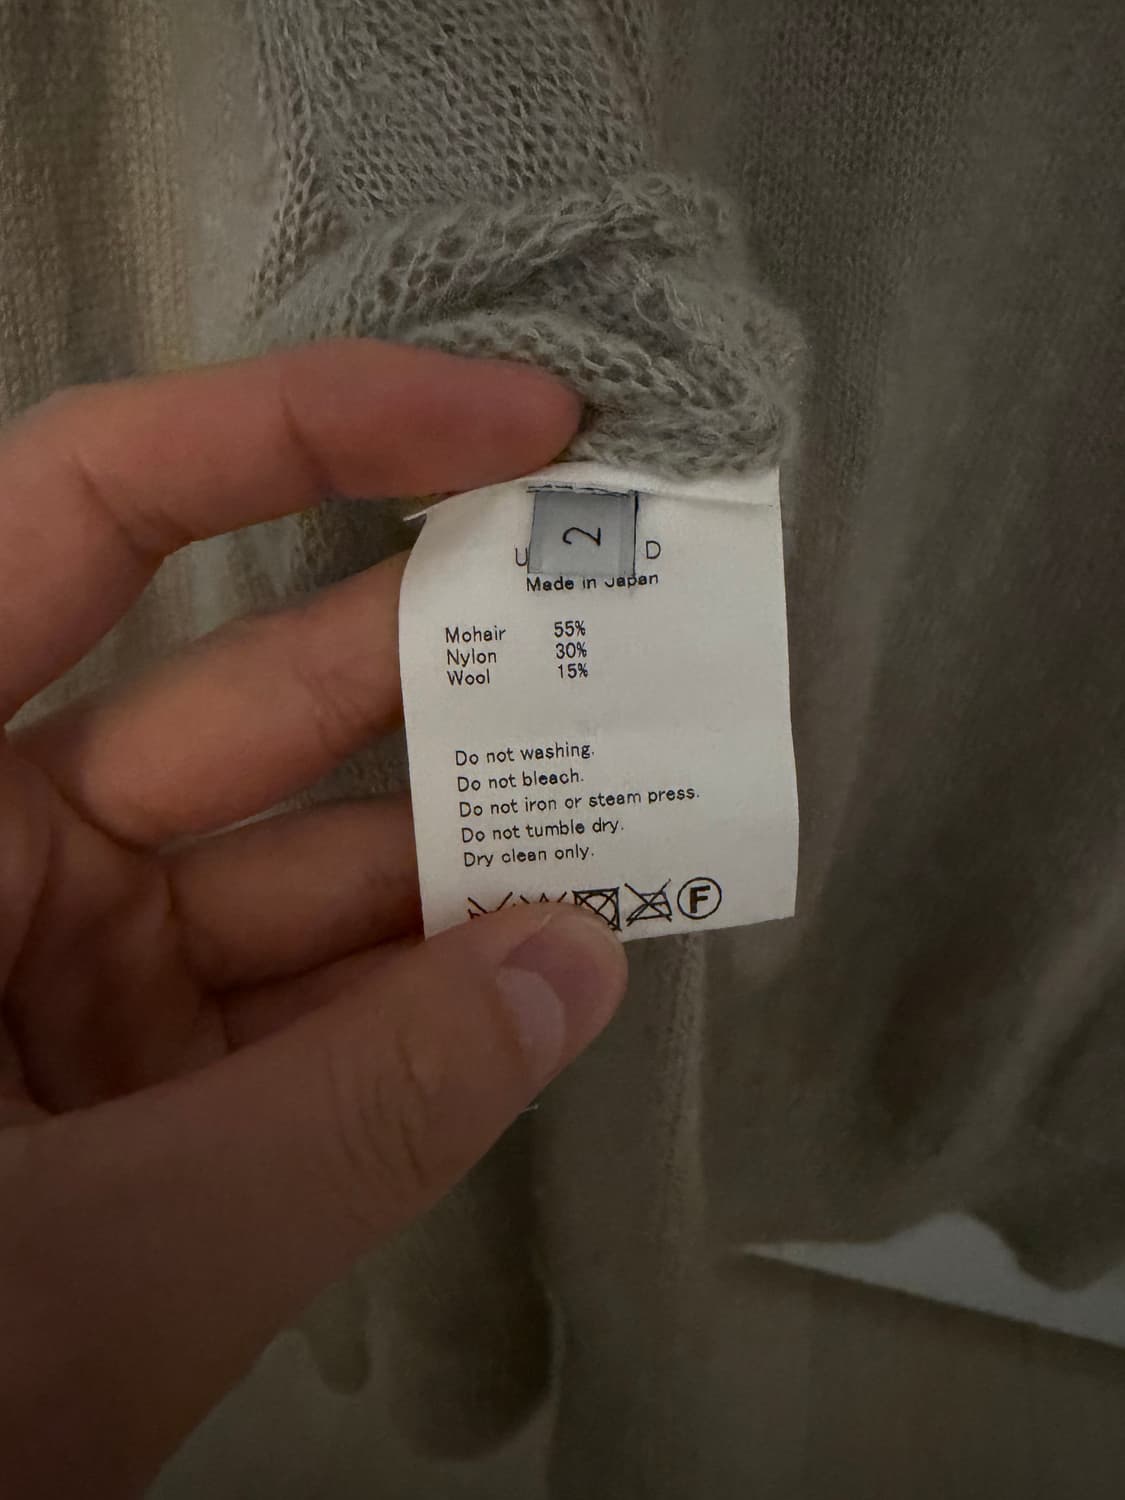 2
U D
Made in Japan
Mohair 55%
Nylon 30%
Wool 15%
Do not washing.
Do not bleach.
Do not iron or steam press.
Do not tumble dry.
Dry clean only.
F